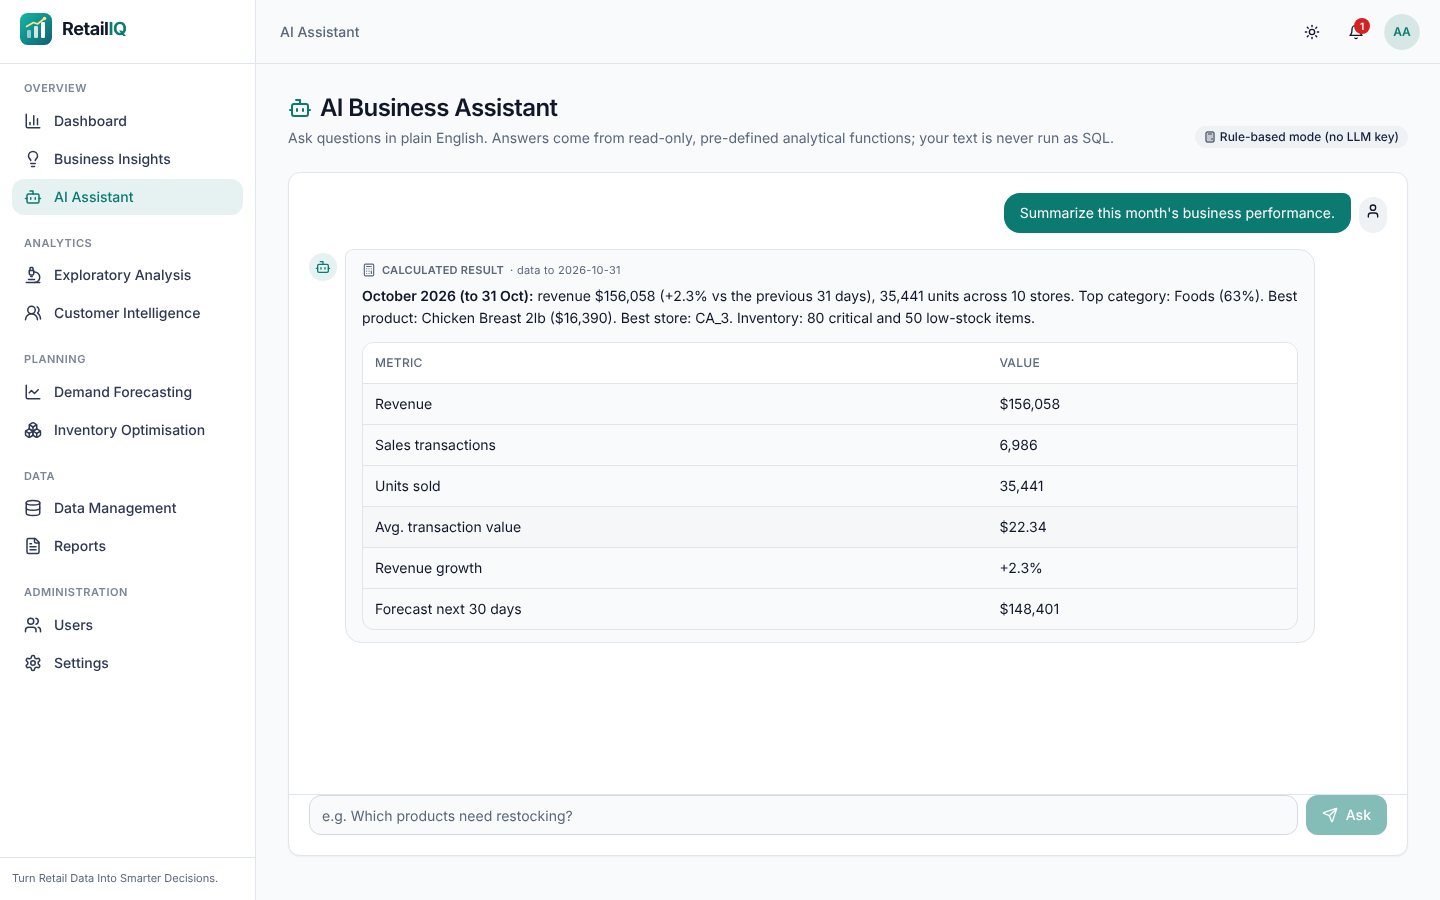 RetailIQ
AI Assistant
1
AA
OVERVIEW
Dashboard
Business Insights
AI Assistant
ANALYTICS
Exploratory Analysis
Customer Intelligence
PLANNING
Demand Forecasting
Inventory Optimisation
DATA
Data Management
Reports
ADMINISTRATION
Users
Settings
Turn Retail Data Into Smarter Decisions.
AI Business Assistant
Ask questions in plain English. Answers come from read-only, pre-defined analytical functions; your text is never run as SQL.
Rule-based mode (no LLM key)
Summarize this month's business performance.
CALCULATED RESULT · data to 2026-10-31
October 2026 (to 31 Oct): revenue $156,058 (+2.3% vs the previous 31 days), 35,441 units across 10 stores. Top category: Foods (63%). Best
product: Chicken Breast 2lb ($16,390). Best store: CA_3. Inventory: 80 critical and 50 low-stock items.
METRIC VALUE
Revenue $156,058
Sales transactions 6,986
Units sold 35,441
Avg. transaction value $22.34
Revenue growth +2.3%
Forecast next 30 days $148,401
e.g. Which products need restocking?
Ask